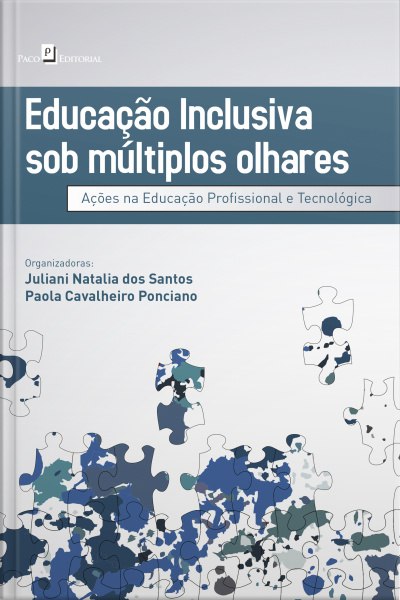 PACO EDITORIAL
Educação Inclusiva
sob múltiplos olhares
Ações na Educação Profissional e Tecnológica
Organizadoras:
Juliani Natalia dos Santos
Paola Cavalheiro Ponciano